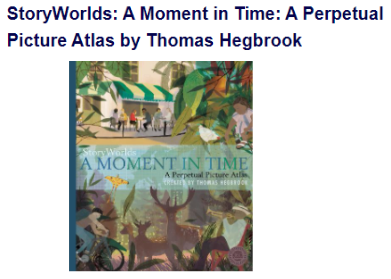 StoryWorlds: A Moment in Time: A Perpetual
Picture Atlas by Thomas Hegbrook
StoryWorlds
A MOMENT IN TIME
A Perpetual Picture Atlas
BY THOMAS HEGBROOK